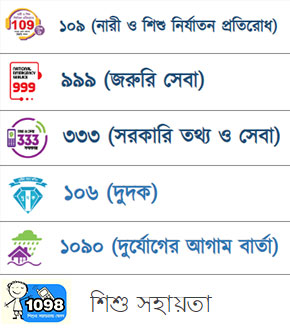 109
১০৯ (নারী ও শিশু নির্যাতন প্রতিরোধ)
NATIONAL EMERGENCY SERVICE
999
৯৯৯ (জরুরি সেবা)
333
৩৩৩ (সরকারি তথ্য ও সেবা)
১০৬ (দুদক)
১০৯০ (দুর্যোগের আগাম বার্তা)
1098
শিশু সহায়তা